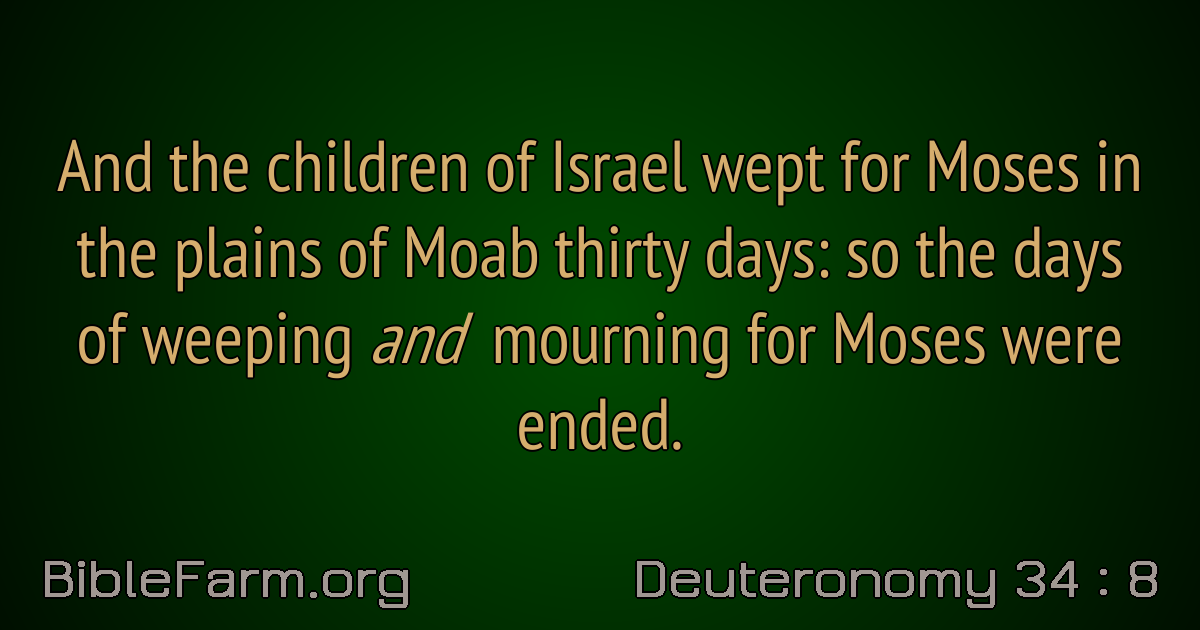 And the children of Israel wept for Moses in
the plains of Moab thirty days: so the days
of weeping and mourning for Moses were
ended.
BibleFarm.org
Deuteronomy 34 : 8